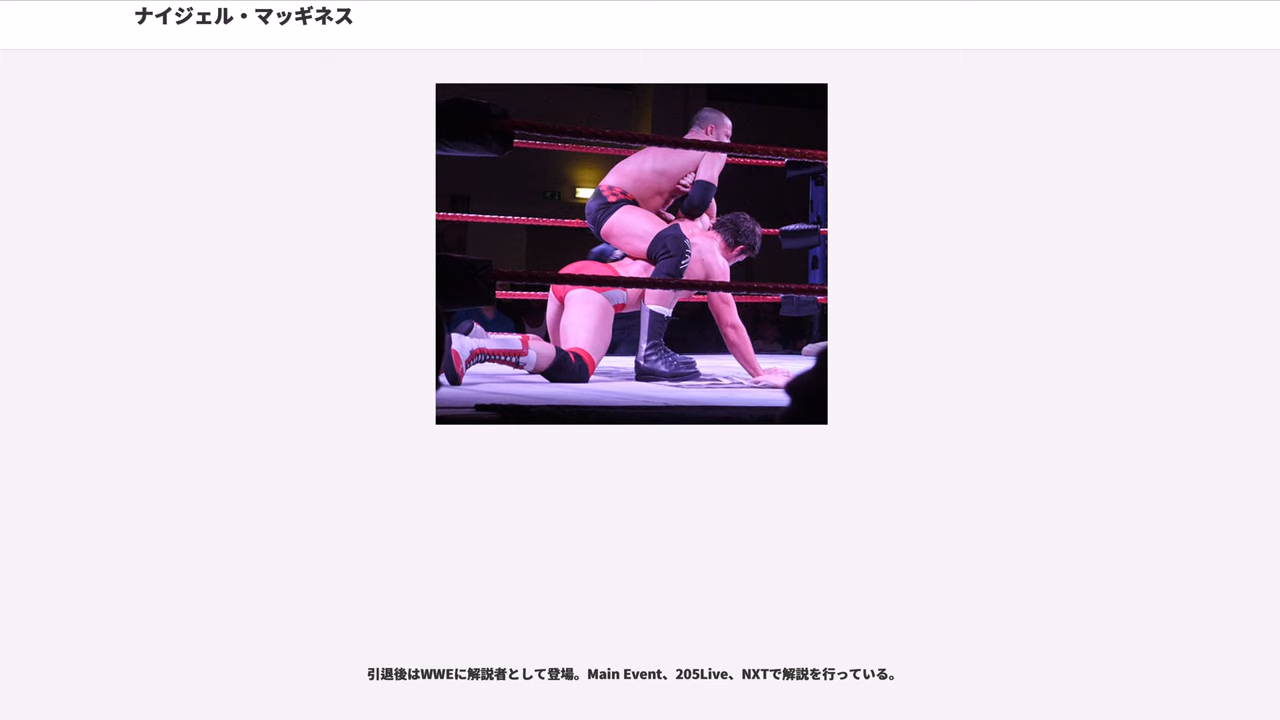 ナイジェル・マッギネス
引退後はWWEに解説者として登場。Main Event、205Live、NXTで解説を行っている。